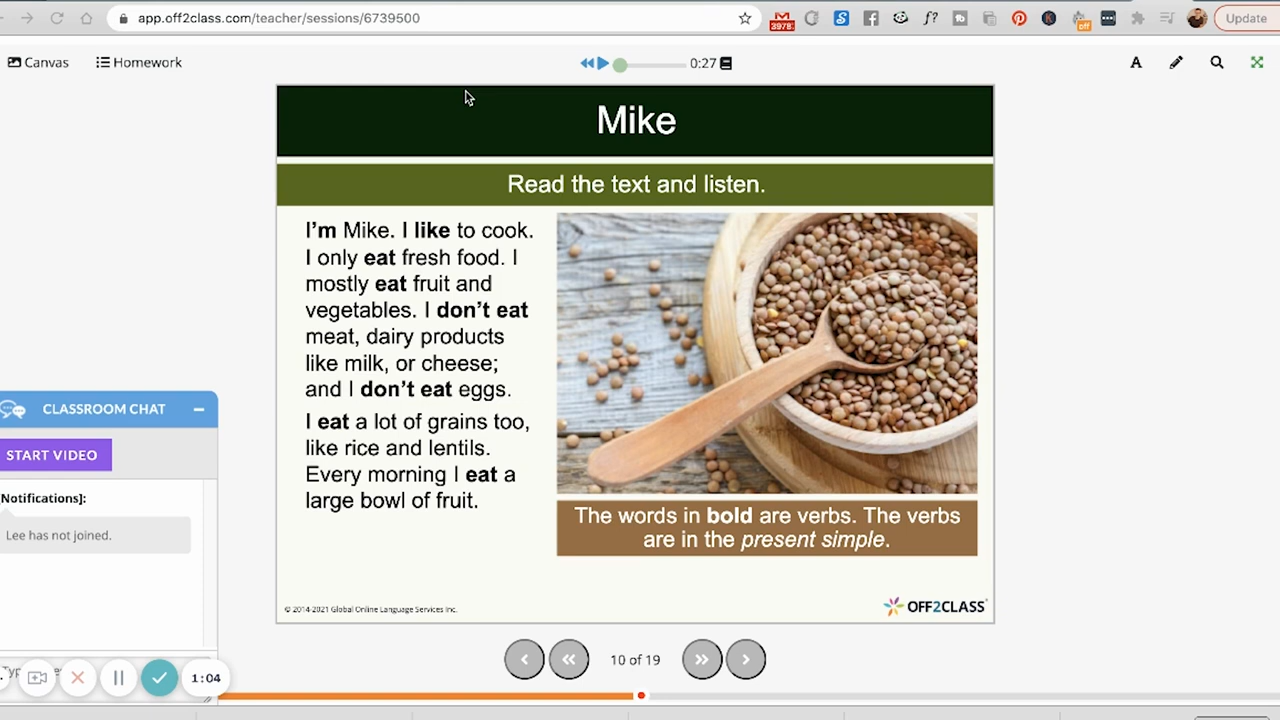 app.off2class.com/teacher/sessions/6739500
3978
off
Update
Canvas
Homework
0:27
A
Mike
Read the text and listen.
I'm Mike. I like to cook.
I only eat fresh food. I
mostly eat fruit and
vegetables. I don't eat
meat, dairy products
like milk, or cheese;
and I don't eat eggs.
I eat a lot of grains too,
like rice and lentils.
Every morning I eat a
large bowl of fruit.
The words in bold are verbs. The verbs
are in the present simple.
© 2014-2021 Global Online Language Services Inc.
OFF2CLASS
CLASSROOM CHAT
START VIDEO
[Notifications]:
Lee has not joined.
1:04
10 of 19